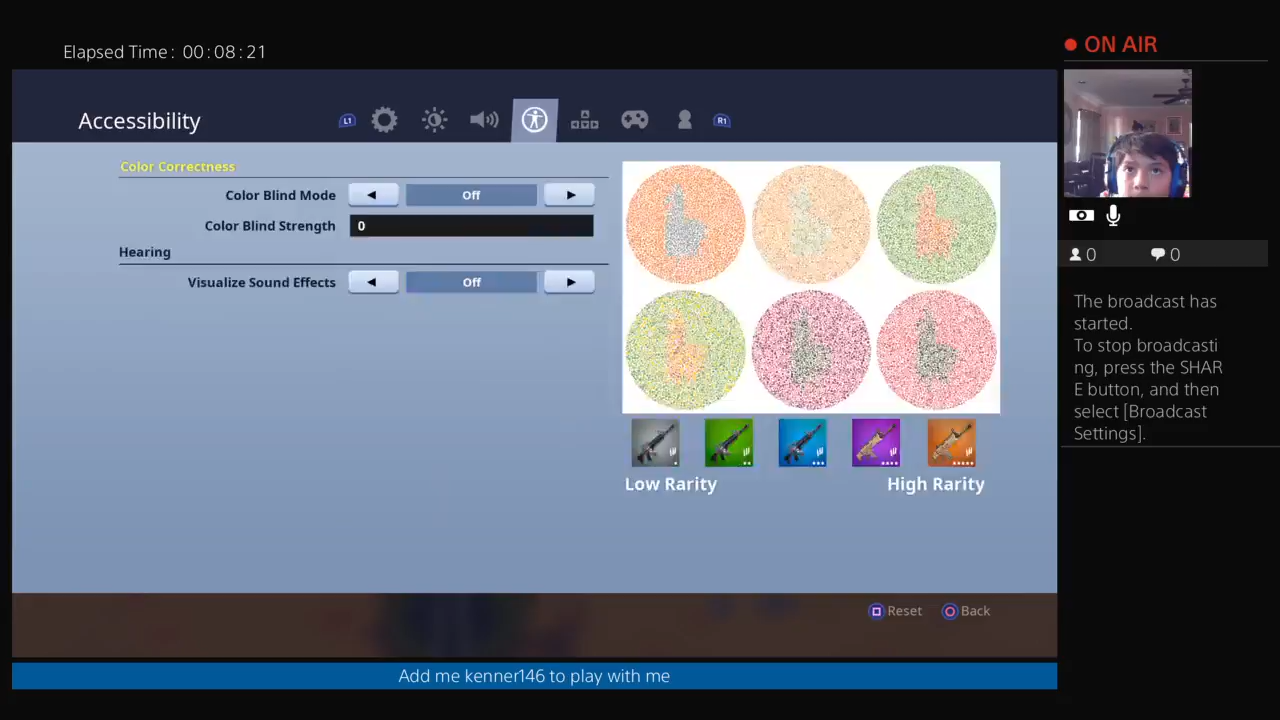 Elapsed Time: 00:08:21
ON AIR
Accessibility
L1
R1
Color Correctness
Color Blind Mode
Off
Color Blind Strength
0
Hearing
Visualize Sound Effects
Off
Low Rarity
High Rarity
Reset
Back
0
0
The broadcast has
started.
To stop broadcasti
ng, press the SHAR
E button, and then
select [Broadcast
Settings].
Add me kenner146 to play with me